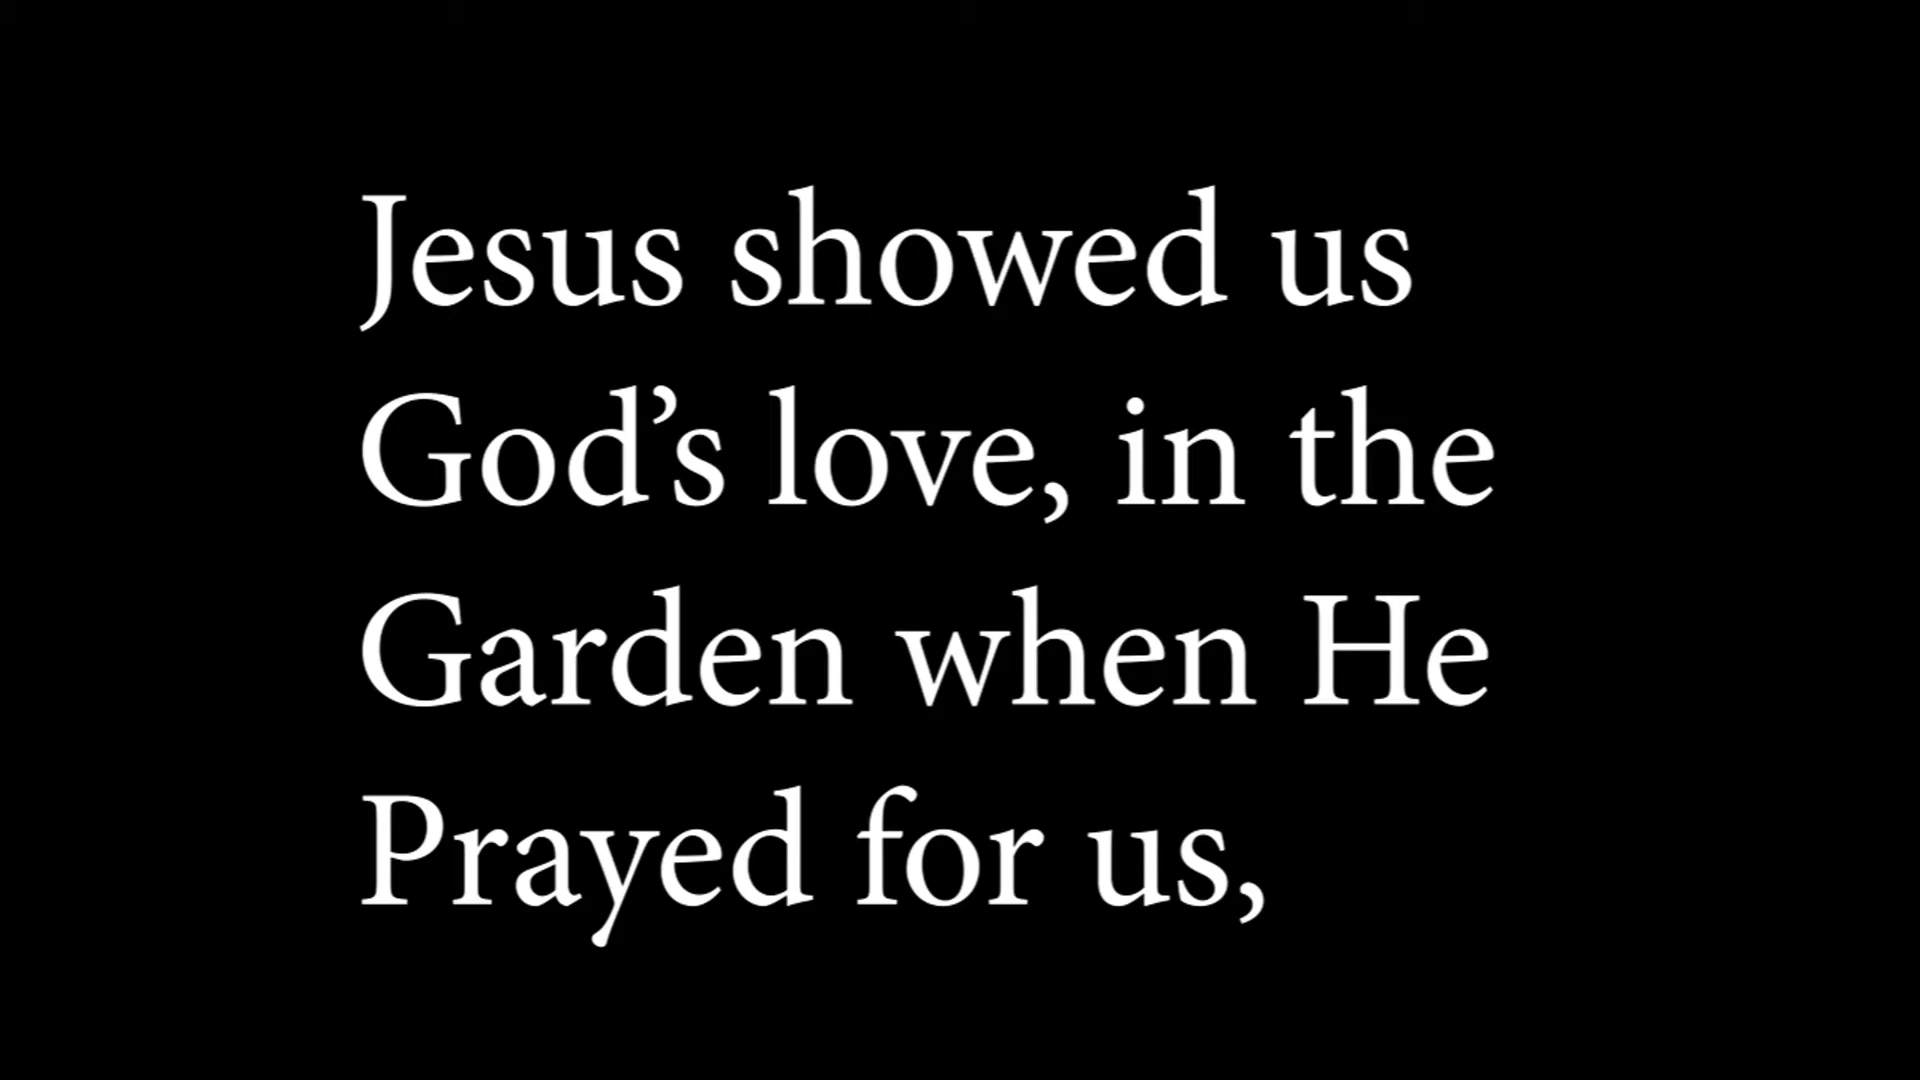 Jesus showed us
God’s love, in the
Garden when He
Prayed for us,